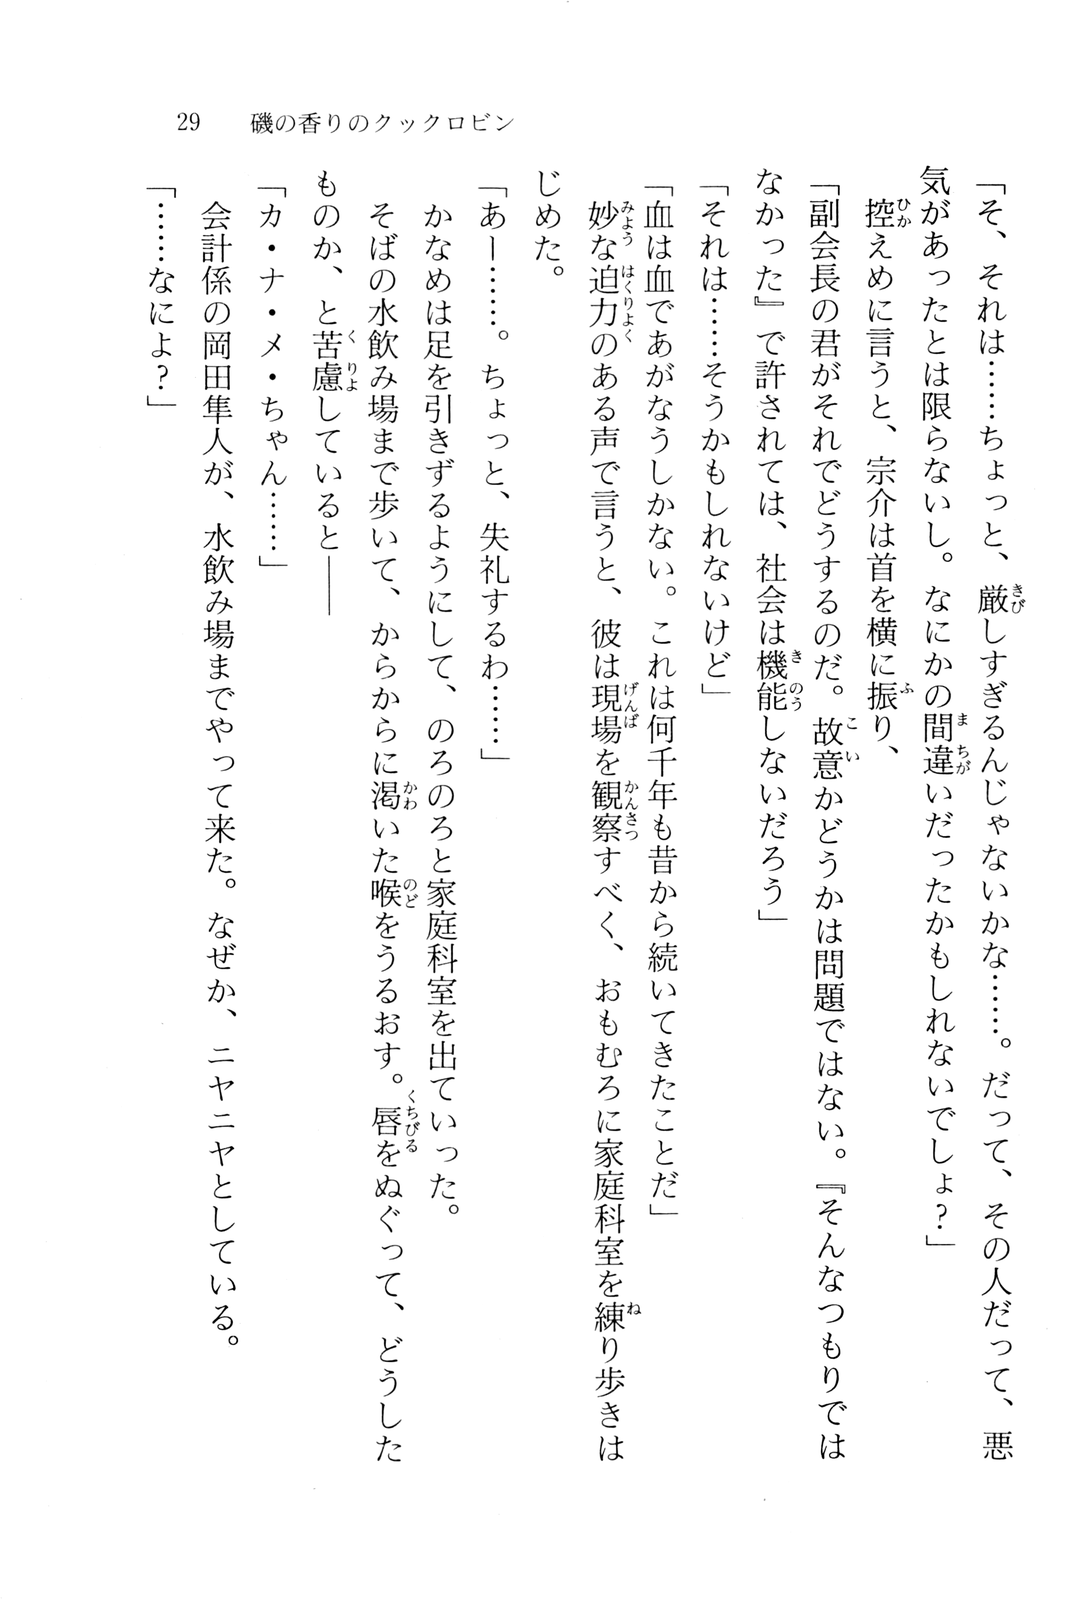 29　磯の香りのクックロビン
「そ、それは……ちょっと、厳しすぎるんじゃないかな……。だって、その人だって、悪
気があったとは限らないし。なにかの間違いだったかもしれないでしょ？」
　控えめに言うと、宗介は首を横に振り、
「副会長の君がそれでどうするのだ。故意かどうかは問題ではない。『そんなつもりでは
なかった』で許されては、社会は機能しないだろう」
「それは……そうかもしれないけど」
「血は血であがなうしかない。これは何千年も昔から続いてきたことだ」
　妙な迫力のある声で言うと、彼は現場を観察すべく、おもむろに家庭科室を練り歩きは
じめた。
「あー……。ちょっと、失礼するわ……」
　かなめは足を引きずるようにして、のろのろと家庭科室を出ていった。
　そばの水飲み場まで歩いて、からからに渇いた喉をうるおす。唇をぬぐって、どうした
ものか、と苦慮していると――
「カ・ナ・メ・ちゃん……」
　会計係の岡田隼人が、水飲み場までやって来た。なぜか、ニヤニヤとしている。
「……なによ？」